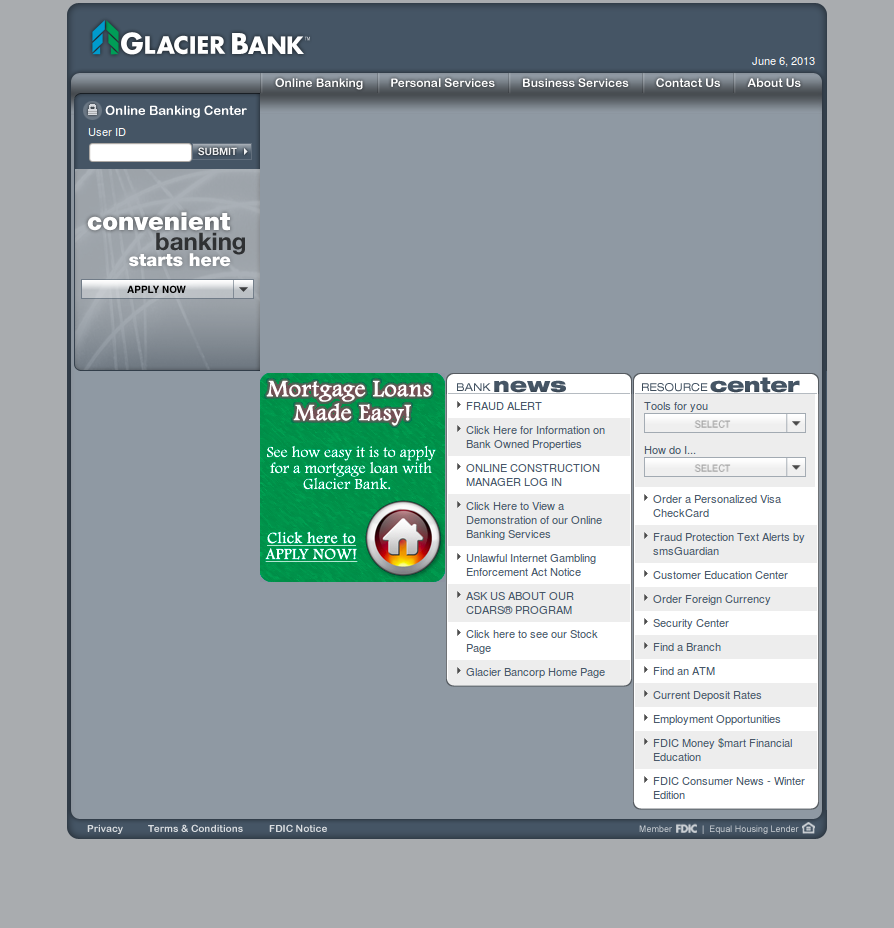 GLACIER BANK™
June 6, 2013
Online Banking
Personal Services
Business Services
Contact Us
About Us
Online Banking Center
User ID
SUBMIT
convenient
banking
starts here
APPLY NOW
Mortgage Loans
Made Easy!
See how easy it is to apply
for a mortgage loan with
Glacier Bank.
Click here to
APPLY NOW!
BANK news
FRAUD ALERT
Click Here for Information on
Bank Owned Properties
ONLINE CONSTRUCTION
MANAGER LOG IN
Click Here to View a
Demonstration of our Online
Banking Services
Unlawful Internet Gambling
Enforcement Act Notice
ASK US ABOUT OUR
CDARS® PROGRAM
Click here to see our Stock
Page
Glacier Bancorp Home Page
RESOURCE center
Tools for you
SELECT
How do I...
SELECT
Order a Personalized Visa
CheckCard
Fraud Protection Text Alerts by
smsGuardian
Customer Education Center
Order Foreign Currency
Security Center
Find a Branch
Find an ATM
Current Deposit Rates
Employment Opportunities
FDIC Money $mart Financial
Education
FDIC Consumer News - Winter
Edition
Privacy
Terms & Conditions
FDIC Notice
Member FDIC | Equal Housing Lender